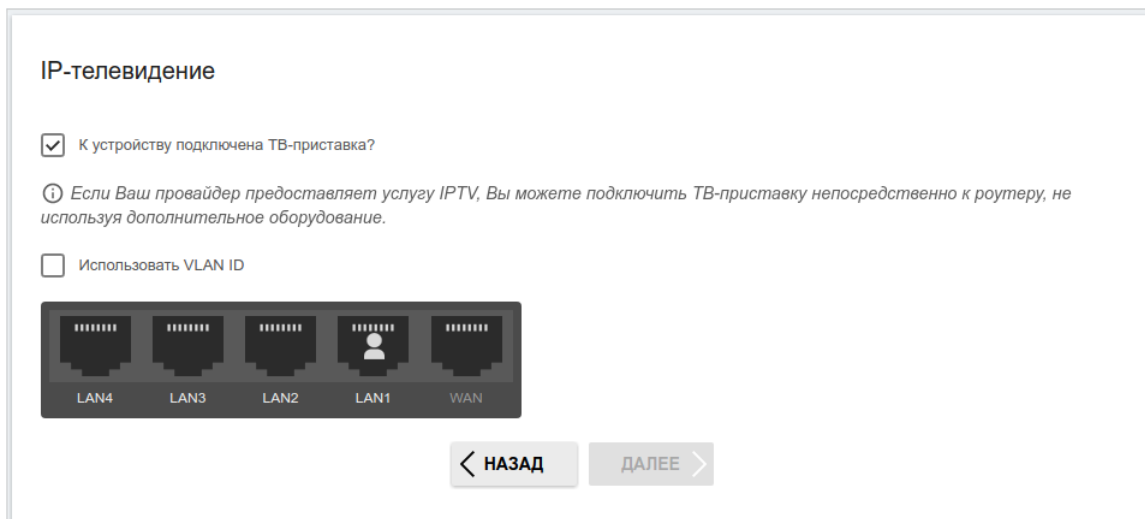 IP-телевидение
К устройству подключена ТВ-приставка?
Если Ваш провайдер предоставляет услугу IPTV, Вы можете подключить ТВ-приставку непосредственно к роутеру, не
используя дополнительное оборудование.
Использовать VLAN ID
LAN4 LAN3 LAN2 LAN1 WAN
НАЗАД ДАЛЕЕ